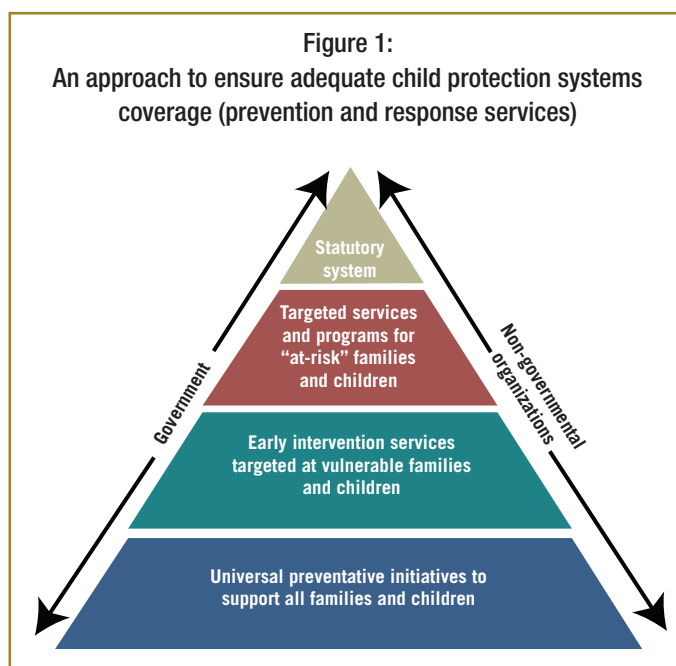 Figure 1:
An approach to ensure adequate child protection systems
coverage (prevention and response services)
Statutory
system
Targeted services
and programs for
“at-risk” families
and children
Early intervention services
targeted at vulnerable families
and children
Universal preventative initiatives to
support all families and children
Government
Non-governmental
organizations